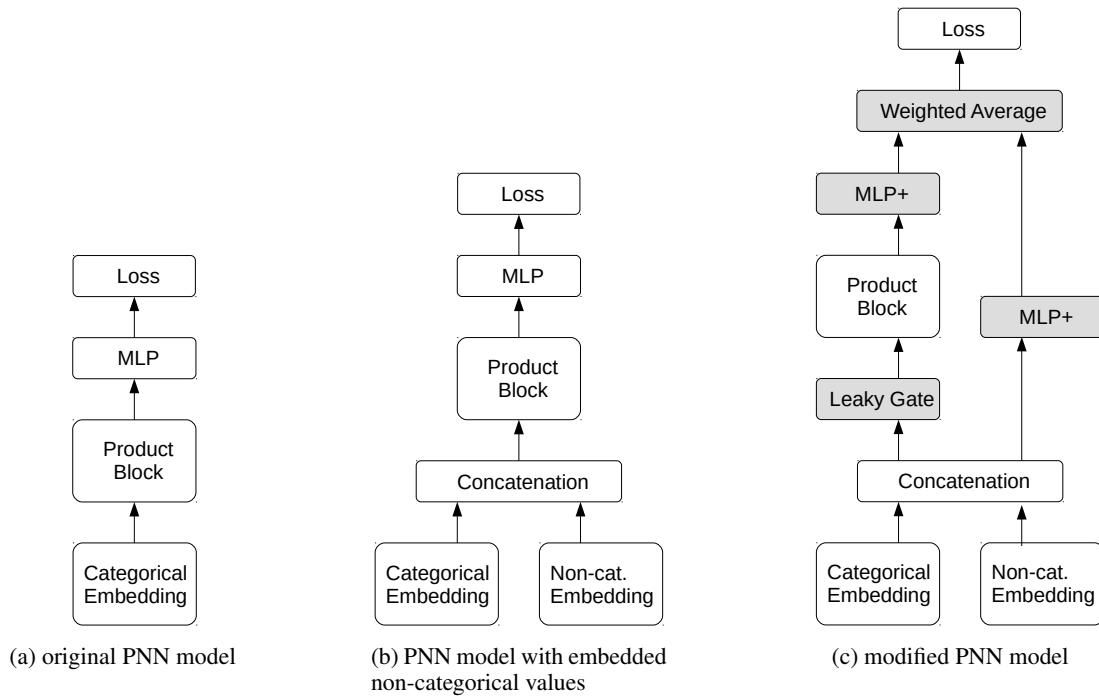 Loss
MLP
Product
Block
Categorical
Embedding
(a) original PNN model
Loss
MLP
Product
Block
Concatenation
Categorical
Embedding
Non-cat.
Embedding
(b) PNN model with embedded
non-categorical values
Loss
Weighted Average
MLP+
Product
Block
MLP+
Leaky Gate
Concatenation
Categorical
Embedding
Non-cat.
Embedding
(c) modified PNN model